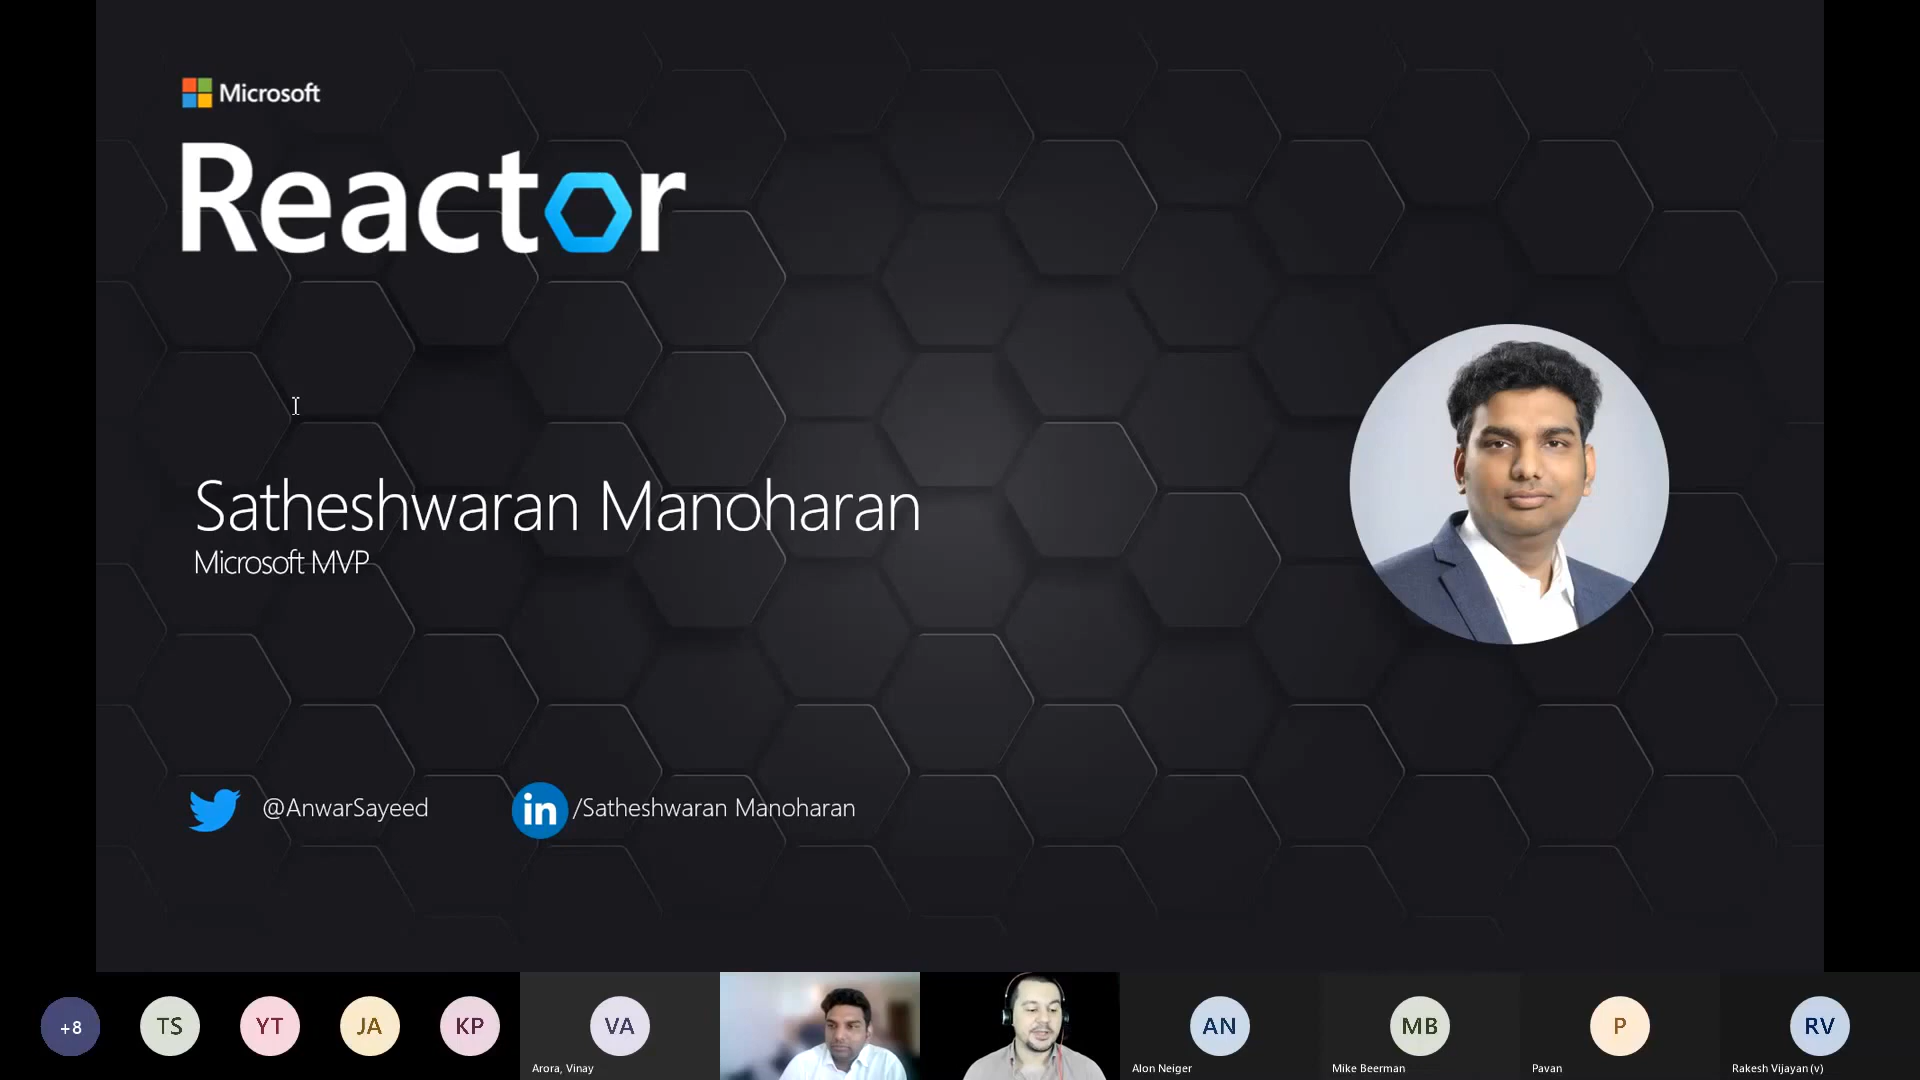 Microsoft
Reactor
Satheshwaran Manoharan
Microsoft MVP
@AnwarSayeed
in /Satheshwaran Manoharan
+8
TS
YT
JA
KP
VA
Arora, Vinay
AN
Alon Neiger
MB
Mike Beerman
P
Pavan
RV
Rakesh Vijayan (v)